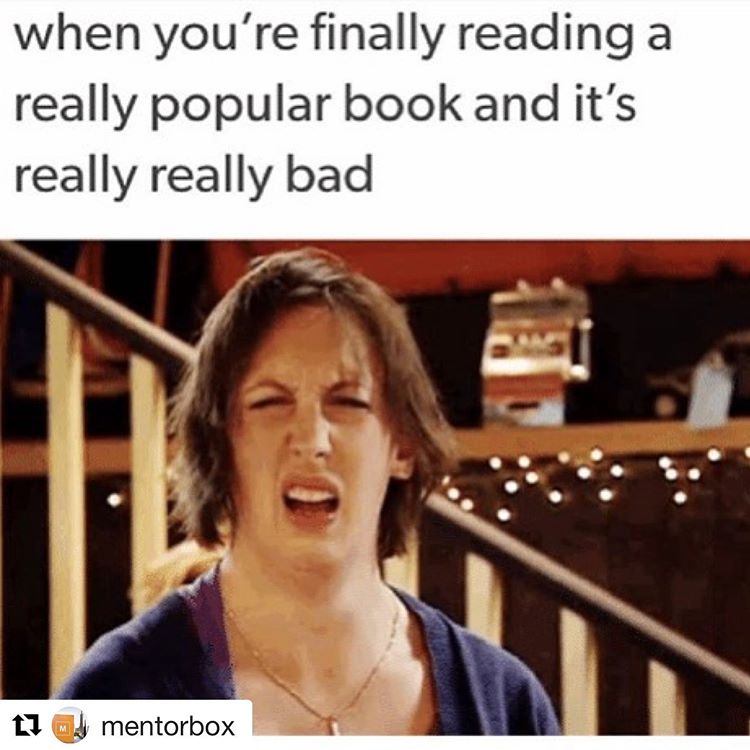 when you’re finally reading a
really popular book and it’s
really really bad
M
mentorbox